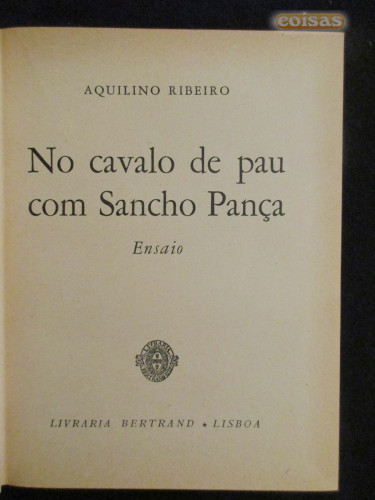 coisas
AQUILINO RIBEIRO
No cavalo de pau
com Sancho Pança
Ensaio
LIVRARIA BERTRAND * LISBOA